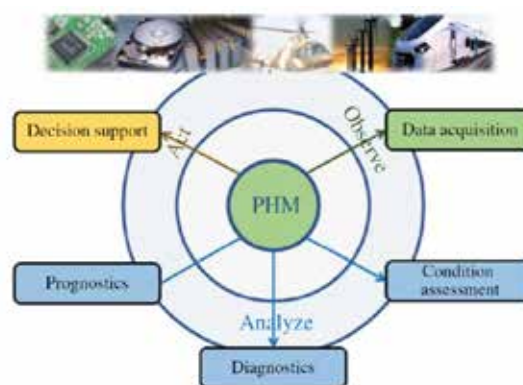 Decision support
Act
Observe
Data acquisition
PHM
Prognostics
Condition
assessment
Analyze
Diagnostics